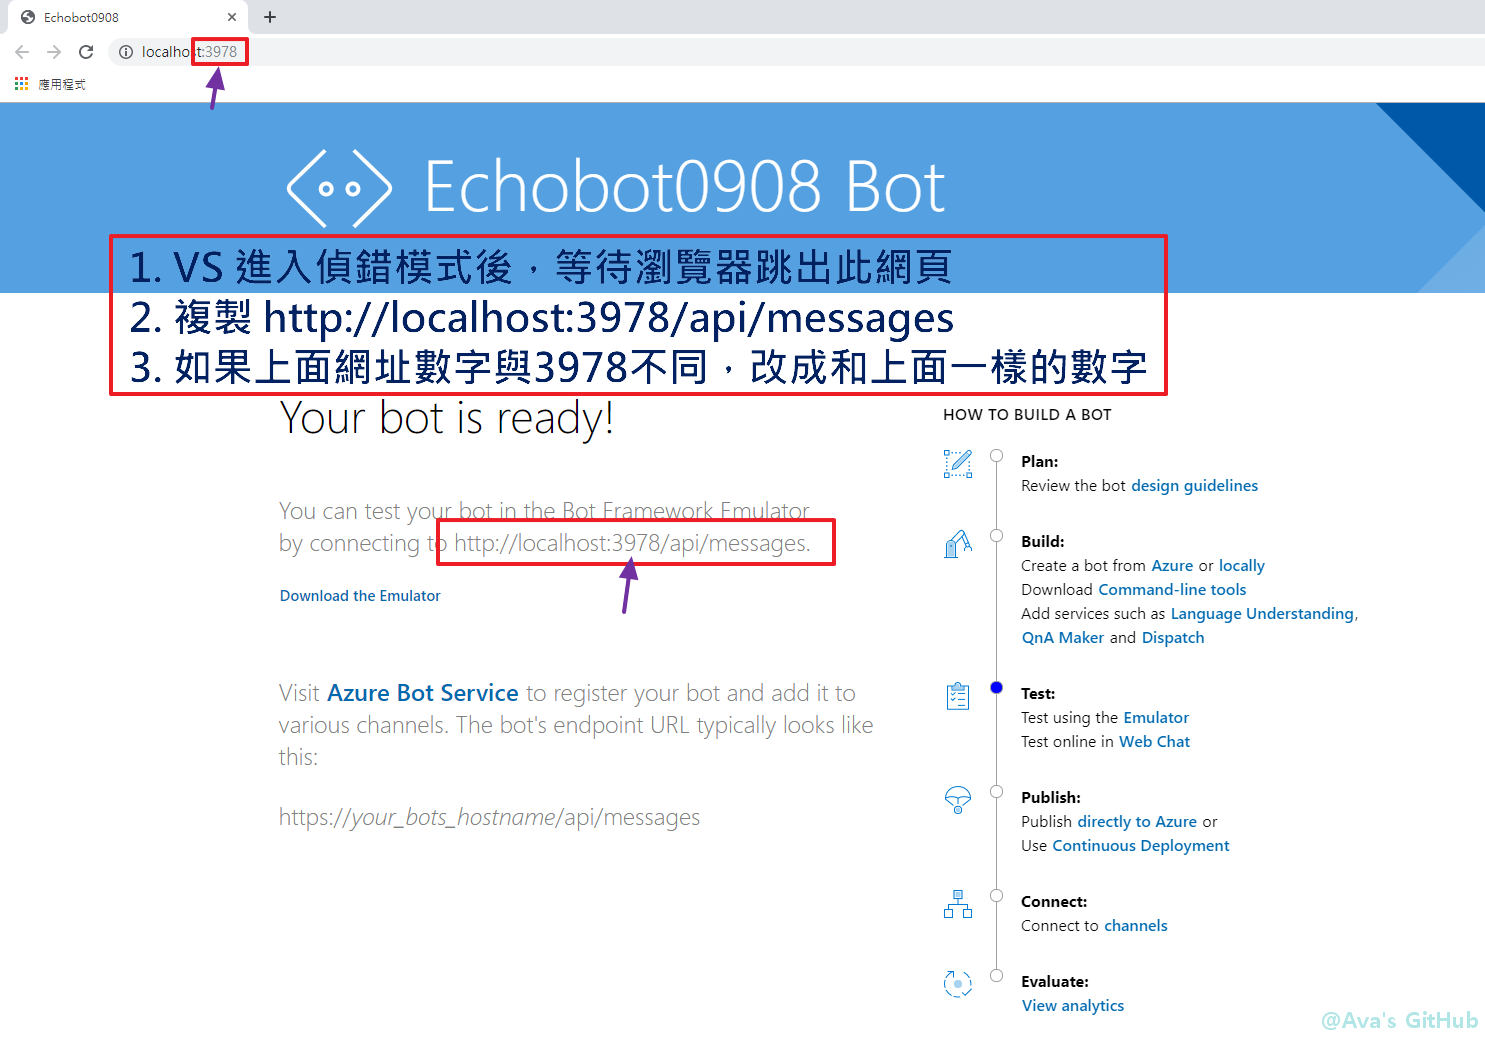 Echobot0908
localhost:3978
應用程式
Echobot0908 Bot
1. VS 進入偵錯模式後，等待瀏覽器跳出此網頁
2. 複製 http://localhost:3978/api/messages
3. 如果上面網址數字與3978不同，改成和上面一樣的數字
Your bot is ready!
You can test your bot in the Bot Framework Emulator
by connecting to http://localhost:3978/api/messages.
Download the Emulator
Visit Azure Bot Service to register your bot and add it to
various channels. The bot's endpoint URL typically looks like
this:
https://your_bots_hostname/api/messages
HOW TO BUILD A BOT
Plan:
Review the bot design guidelines
Build:
Create a bot from Azure or locally
Download Command-line tools
Add services such as Language Understanding,
QnA Maker and Dispatch
Test:
Test using the Emulator
Test online in Web Chat
Publish:
Publish directly to Azure or
Use Continuous Deployment
Connect:
Connect to channels
Evaluate:
View analytics
@Ava's GitHub